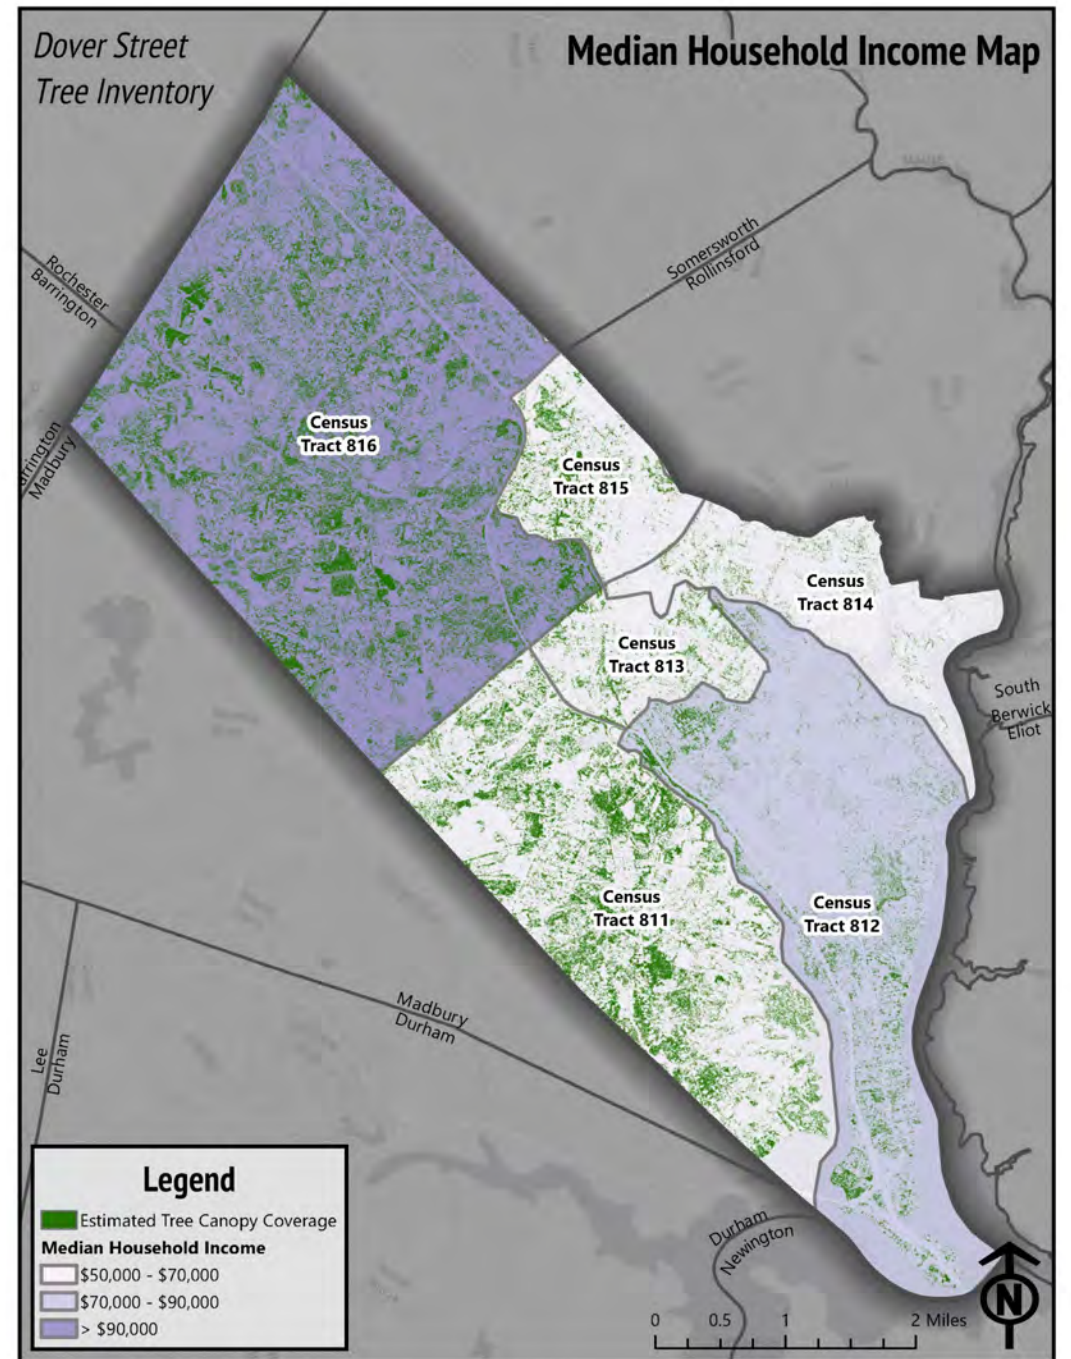 Dover Street
Tree Inventory
Median Household Income Map
Somersworth
Rollinsford
Rochester
Barrington
Madbury
Census
Tract 816
Census
Tract 815
Census
Tract 814
Census
Tract 813
South
Berwick
Eliot
Census
Tract 811
Census
Tract 812
Madbury
Durham
Lee
Durham
Durham
Newington
Legend
Estimated Tree Canopy Coverage
Median Household Income
$50,000 - $70,000
$70,000 - $90,000
> $90,000
0 0.5 1 2 Miles
N